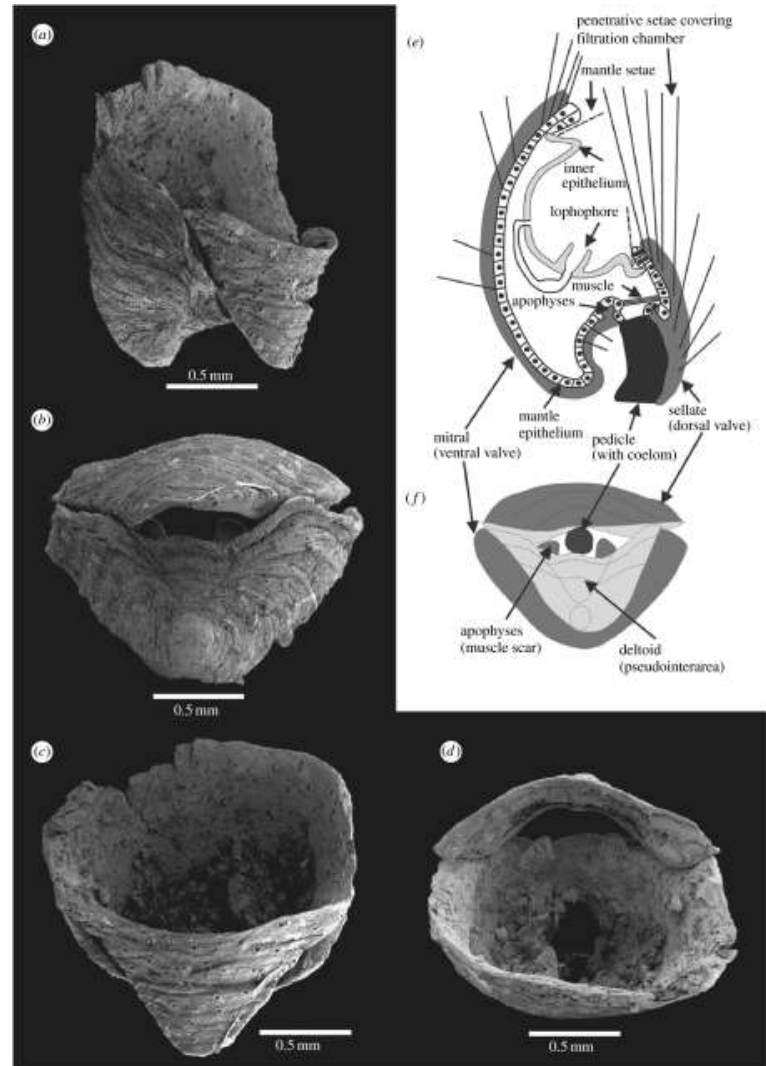 (a)
0.5 mm
(b)
0.5 mm
(c)
0.5 mm
(d)
0.5 mm
(e)
penetrative setae covering
filtration chamber
mantle setae
inner
epithelium
lophophore
muscle
apophyses
mantle
epithelium
mitral
(ventral valve)
pedicle
(with coelom)
sellate
(dorsal valve)
(f)
apophyses
(muscle scar)
deltoid
(pseudointerarea)